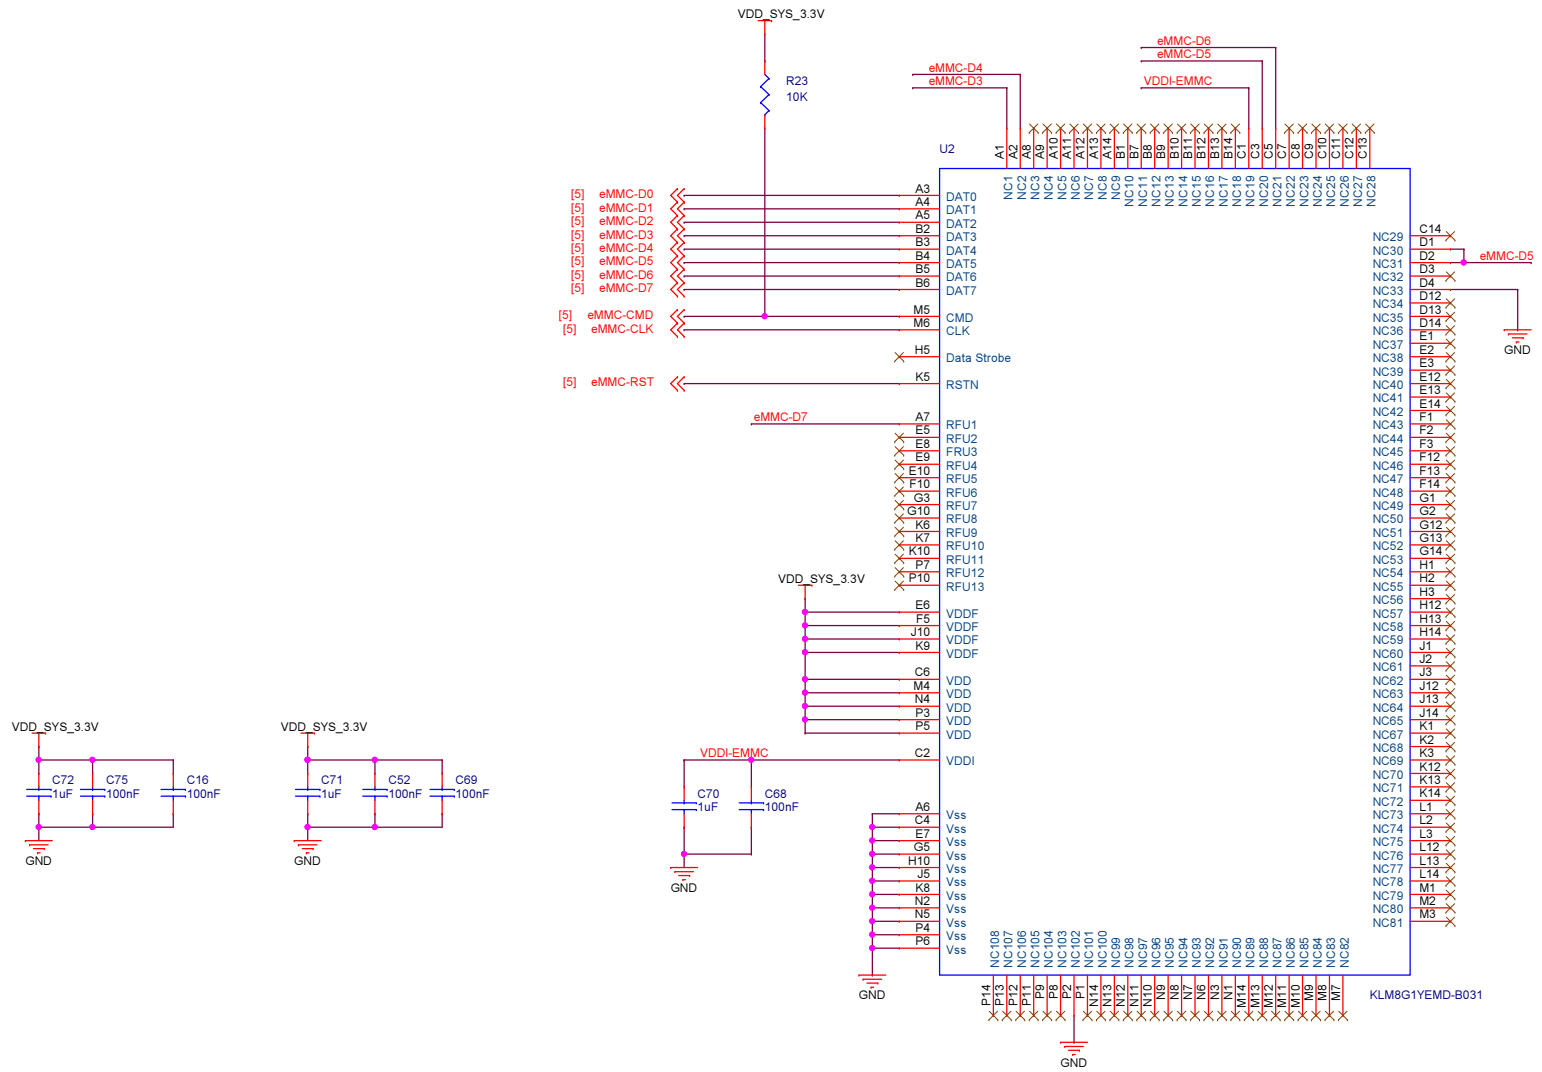 VDD_SYS_3.3V
R23
10K
eMMC-D4
eMMC-D3
eMMC-D6
eMMC-D5
VDDI-EMMC
U2
A1 A2 A8 A9 A10 A11 A12 A13 A14 B1 B7 B8 B9 B10 B11 B12 B13 B14 C1 C3 C5 C7 C8 C9 C10 C11 C12 C13
NC1 NC2 NC3 NC4 NC5 NC6 NC7 NC8 NC9 NC10 NC11 NC12 NC13 NC14 NC15 NC16 NC17 NC18 NC19 NC20 NC21 NC22 NC23 NC24 NC25 NC26 NC27 NC28
[5] eMMC-D0 A3 DAT0
[5] eMMC-D1 A4 DAT1
[5] eMMC-D2 A5 DAT2
[5] eMMC-D3 B2 DAT3
[5] eMMC-D4 B3 DAT4
[5] eMMC-D5 B4 DAT5
[5] eMMC-D6 B5 DAT6
[5] eMMC-D7 B6 DAT7
[5] eMMC-CMD M5 CMD
[5] eMMC-CLK M6 CLK
H5 Data Strobe
[5] eMMC-RST K5 RSTN
eMMC-D7 A7 RFU1
E5 RFU2
E8 FRU3
E9 RFU4
E10 RFU5
F10 RFU6
G3 RFU7
G10 RFU8
K6 RFU9
K7 RFU10
K10 RFU11
P7 RFU12
P10 RFU13
VDD_SYS_3.3V
E6 VDDF
F5 VDDF
J10 VDDF
K9 VDDF
C6 VDD
M4 VDD
N4 VDD
P3 VDD
P5 VDD
VDDI-EMMC C2 VDDI
C70
1uF
C68
100nF
GND
A6 Vss
C4 Vss
E7 Vss
G5 Vss
H10 Vss
J5 Vss
K8 Vss
N2 Vss
N5 Vss
P4 Vss
P6 Vss
GND
VDD_SYS_3.3V
C72
1uF
C75
100nF
C16
100nF
GND
VDD_SYS_3.3V
C71
1uF
C52
100nF
C69
100nF
GND
NC29 C14
NC30 D1
NC31 D2 eMMC-D5
NC32 D3
NC33 D4
GND
NC34 D12
NC35 D13
NC36 D14
NC37 E1
NC38 E2
NC39 E3
NC40 E12
NC41 E13
NC42 E14
NC43 F1
NC44 F2
NC45 F3
NC46 F12
NC47 F13
NC48 F14
NC49 G1
NC50 G2
NC51 G12
NC52 G13
NC53 G14
NC54 H1
NC55 H2
NC56 H3
NC57 H12
NC58 H13
NC59 H14
NC60 J1
NC61 J2
NC62 J3
NC63 J12
NC64 J13
NC65 J14
NC67 K1
NC68 K2
NC69 K3
NC70 K12
NC71 K13
NC72 K14
NC73 L1
NC74 L2
NC75 L3
NC76 L12
NC77 L13
NC78 L14
NC79 M1
NC80 M2
NC81 M3
NC108 NC107 NC106 NC105 NC104 NC103 NC102 NC101 NC100 NC99 NC98 NC97 NC96 NC95 NC94 NC93 NC92 NC91 NC90 NC89 NC88 NC87 NC86 NC85 NC84 NC83 NC82
P14 P13 P12 P11 P9 P8 P2 P1 N14 N13 N12 N11 N10 N9 N8 N7 N6 N3 N1 M14 M13 M12 M11 M10 M9 M8 M7
KLM8G1YEMD-B031
GND